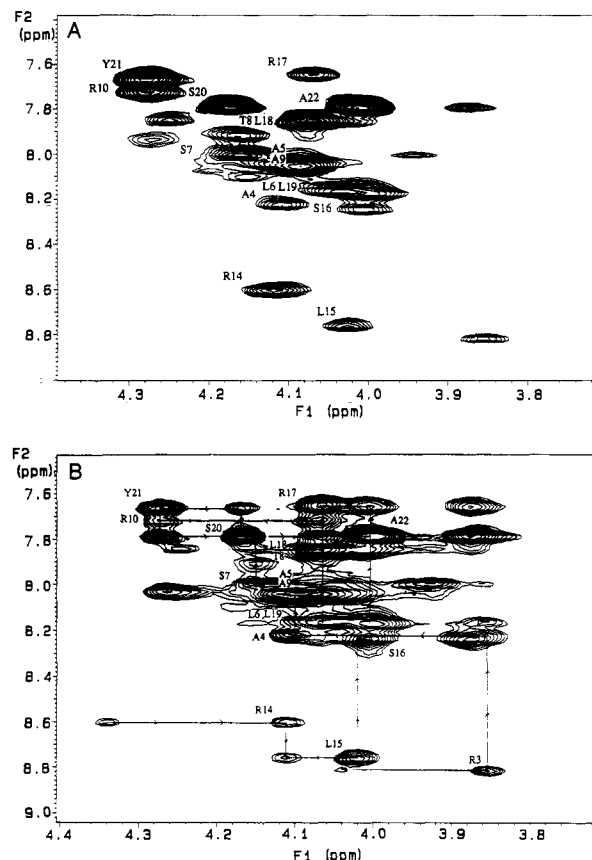 F2
(ppm)
A
7.6
7.8
8.0
8.2
8.4
8.6
8.8
Y21
R10
S20
R17
A22
T8 L18
S7
A5
A9
L6 L19
A4
S16
R14
L15
4.3 4.2 4.1 4.0 3.9 3.8
F1 (ppm)
F2
(ppm)
B
7.6
7.8
8.0
8.2
8.4
8.6
8.8
9.0
Y21
R17
R10
S20
A22
L18
T8
S7
A5
A9
L6 L19
A4
S16
R14
L15
R3
4.4 4.3 4.2 4.1 4.0 3.9 3.8
F1 (ppm)